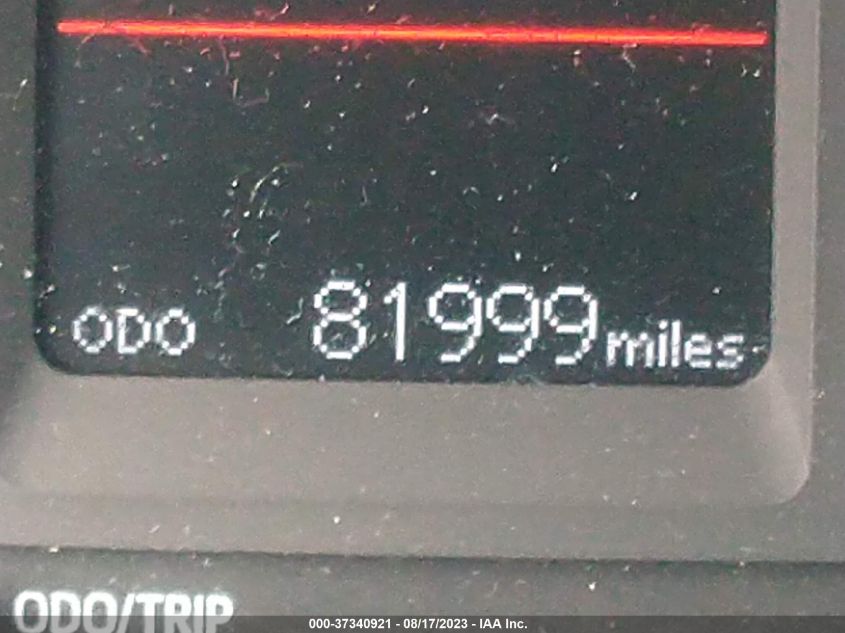 ODO 81999 miles
ODO/TRIP
000-37340921 - 08/17/2023 - IAA Inc.